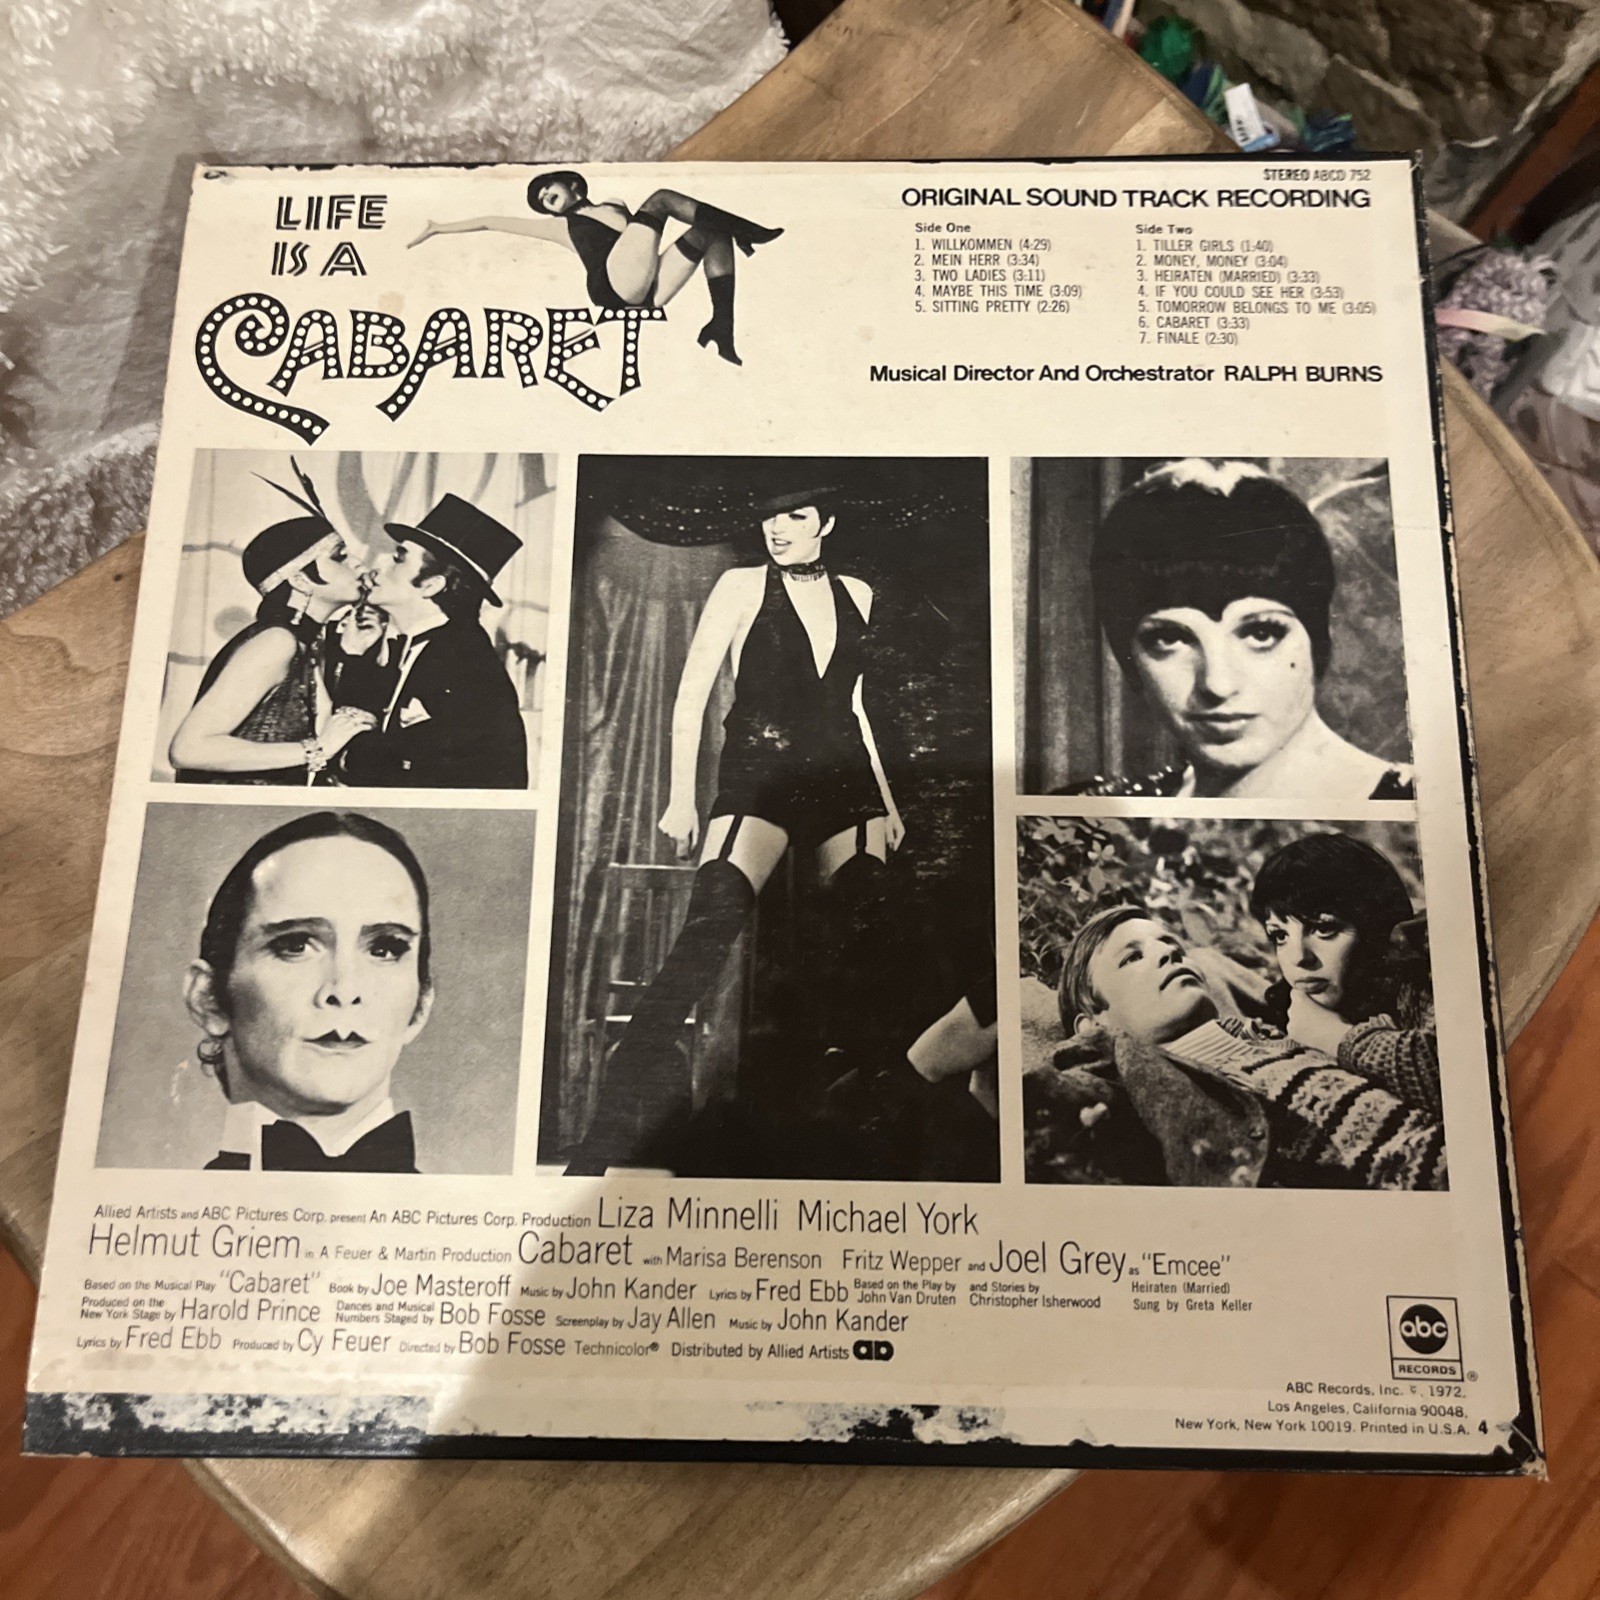 LIFE
IS A
CABARET
STEREO ABCD 752
ORIGINAL SOUND TRACK RECORDING
Side One
1. WILLKOMMEN (4:29)
2. MEIN HERR (3:34)
3. TWO LADIES (3:11)
4. MAYBE THIS TIME (3:09)
5. SITTING PRETTY (2:26)
Side Two
1. TILLER GIRLS (1:40)
2. MONEY, MONEY (3:04)
3. HEIRATEN (MARRIED) (3:33)
4. IF YOU COULD SEE HER (3:53)
5. TOMORROW BELONGS TO ME (3:05)
6. CABARET (3:33)
7. FINALE (2:30)
Musical Director And Orchestrator RALPH BURNS
Allied Artists and ABC Pictures Corp. present An ABC Pictures Corp. Production Liza Minnelli Michael York
Helmut Griem in A Feuer & Martin Production Cabaret with Marisa Berenson Fritz Wepper and Joel Grey as "Emcee"
Based on the Musical Play "Cabaret" Book by Joe Masteroff Music by John Kander Lyrics by Fred Ebb Based on the Play by John Van Druten and Stories by Christopher Isherwood
Heiraten (Married)
Sung by Greta Keller
Produced on the New York Stage by Harold Prince Dances and Musical Numbers Staged by Bob Fosse Screenplay by Jay Allen Music by John Kander
Lyrics by Fred Ebb Produced by Cy Feuer Directed by Bob Fosse Technicolor® Distributed by Allied Artists
abc
RECORDS ®
ABC Records, Inc. ©, 1972.
Los Angeles, California 90048,
New York, New York 10019. Printed in U.S.A. 4